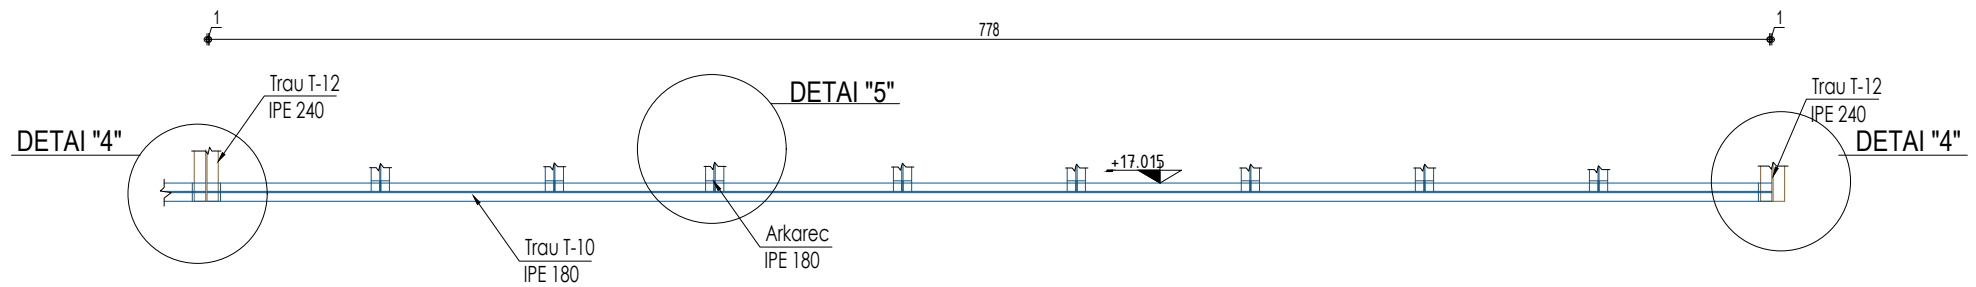 1
778
1
Trau T-12
IPE 240
DETAI "5"
Trau T-12
IPE 240
DETAI "4"
DETAI "4"
+17.015
Arkarec
IPE 180
Trau T-10
IPE 180